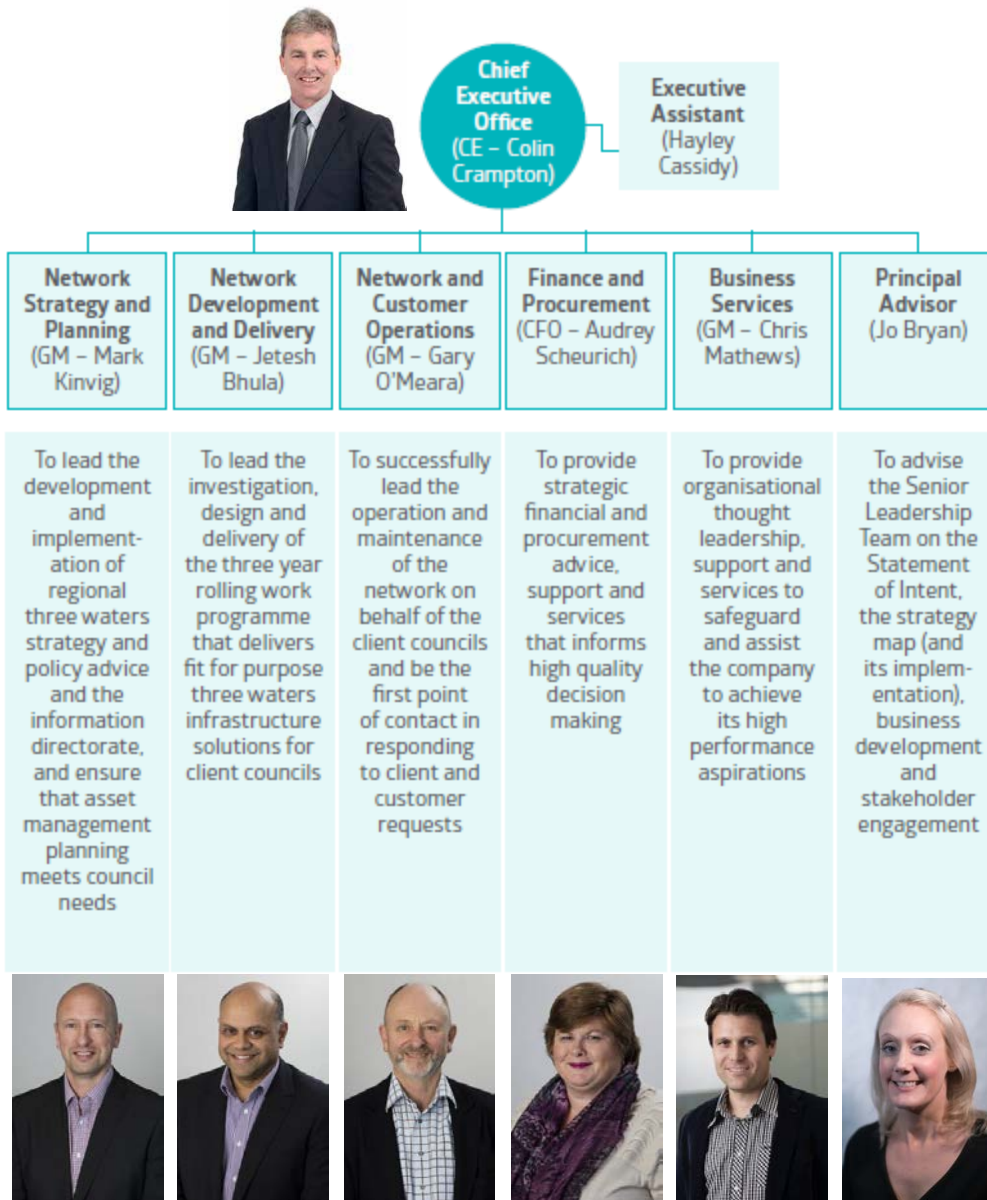 Chief
Executive
Office
(CE – Colin
Crampton)
Executive
Assistant
(Hayley
Cassidy)
Network
Strategy and
Planning
(GM – Mark
Kinvig)
Network
Development
and Delivery
(GM – Jetesh
Bhula)
Network and
Customer
Operations
(GM – Gary
O'Meara)
Finance and
Procurement
(CFO – Audrey
Scheurich)
Business
Services
(GM – Chris
Mathews)
Principal
Advisor
(Jo Bryan)
To lead the
development
and
implement-
ation of
regional
three waters
strategy and
policy advice
and the
information
directorate,
and ensure
that asset
management
planning
meets council
needs
To lead the
investigation,
design and
delivery of
the three year
rolling work
programme
that delivers
fit for purpose
three waters
infrastructure
solutions for
client councils
To successfully
lead the
operation and
maintenance
of the
network on
behalf of the
client councils
and be the
first point
of contact in
responding
to client and
customer
requests
To provide
strategic
financial and
procurement
advice,
support and
services
that informs
high quality
decision
making
To provide
organisational
thought
leadership,
support and
services to
safeguard
and assist
the company
to achieve
its high
performance
aspirations
To advise
the Senior
Leadership
Team on the
Statement
of Intent,
the strategy
map (and
its implem-
entation),
business
development
and
stakeholder
engagement